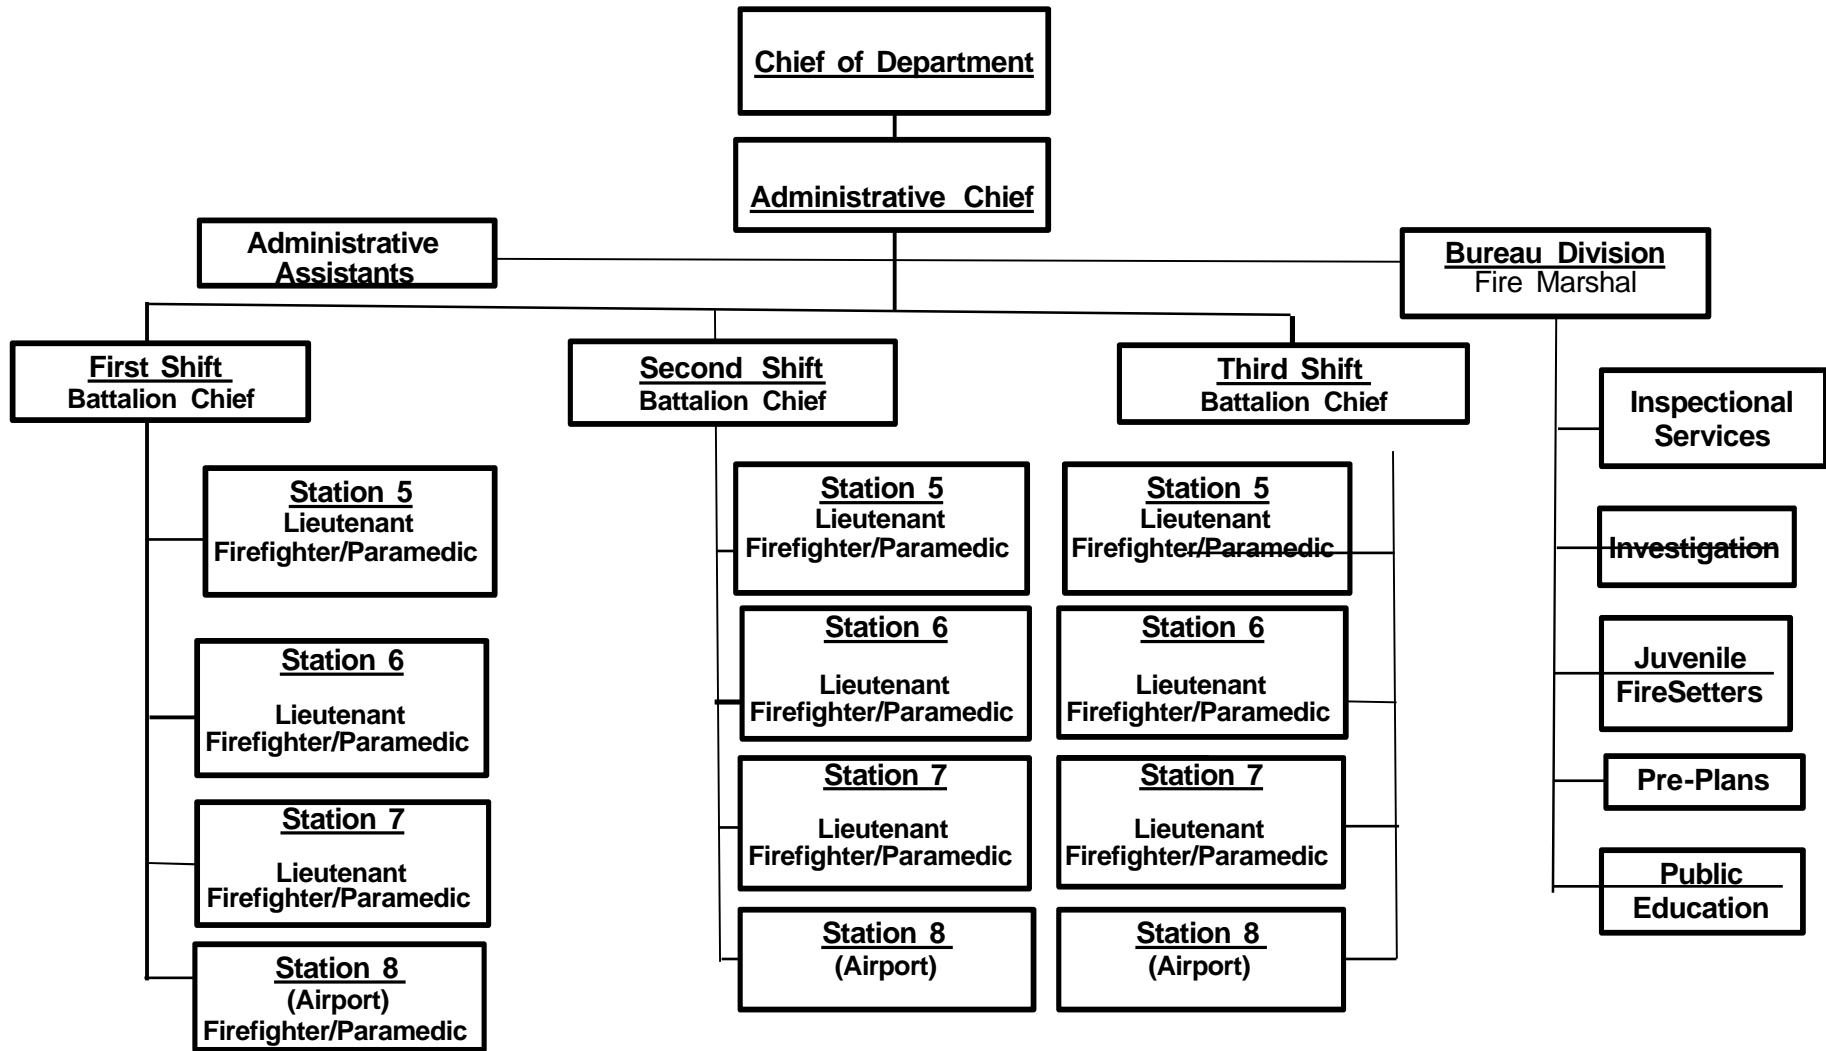 Chief of Department
Administrative Chief
Administrative
Assistants
Bureau Division
Fire Marshal
First Shift
Battalion Chief
Second Shift
Battalion Chief
Third Shift
Battalion Chief
Station 5
Lieutenant
Firefighter/Paramedic
Station 6
Lieutenant
Firefighter/Paramedic
Station 7
Lieutenant
Firefighter/Paramedic
Station 8
(Airport)
Firefighter/Paramedic
Station 5
Lieutenant
Firefighter/Paramedic
Station 6
Lieutenant
Firefighter/Paramedic
Station 7
Lieutenant
Firefighter/Paramedic
Station 8
(Airport)
Station 5
Lieutenant
Firefighter/Paramedic
Station 6
Lieutenant
Firefighter/Paramedic
Station 7
Lieutenant
Firefighter/Paramedic
Station 8
(Airport)
Inspectional
Services
Investigation
Juvenile
FireSetters
Pre-Plans
Public
Education